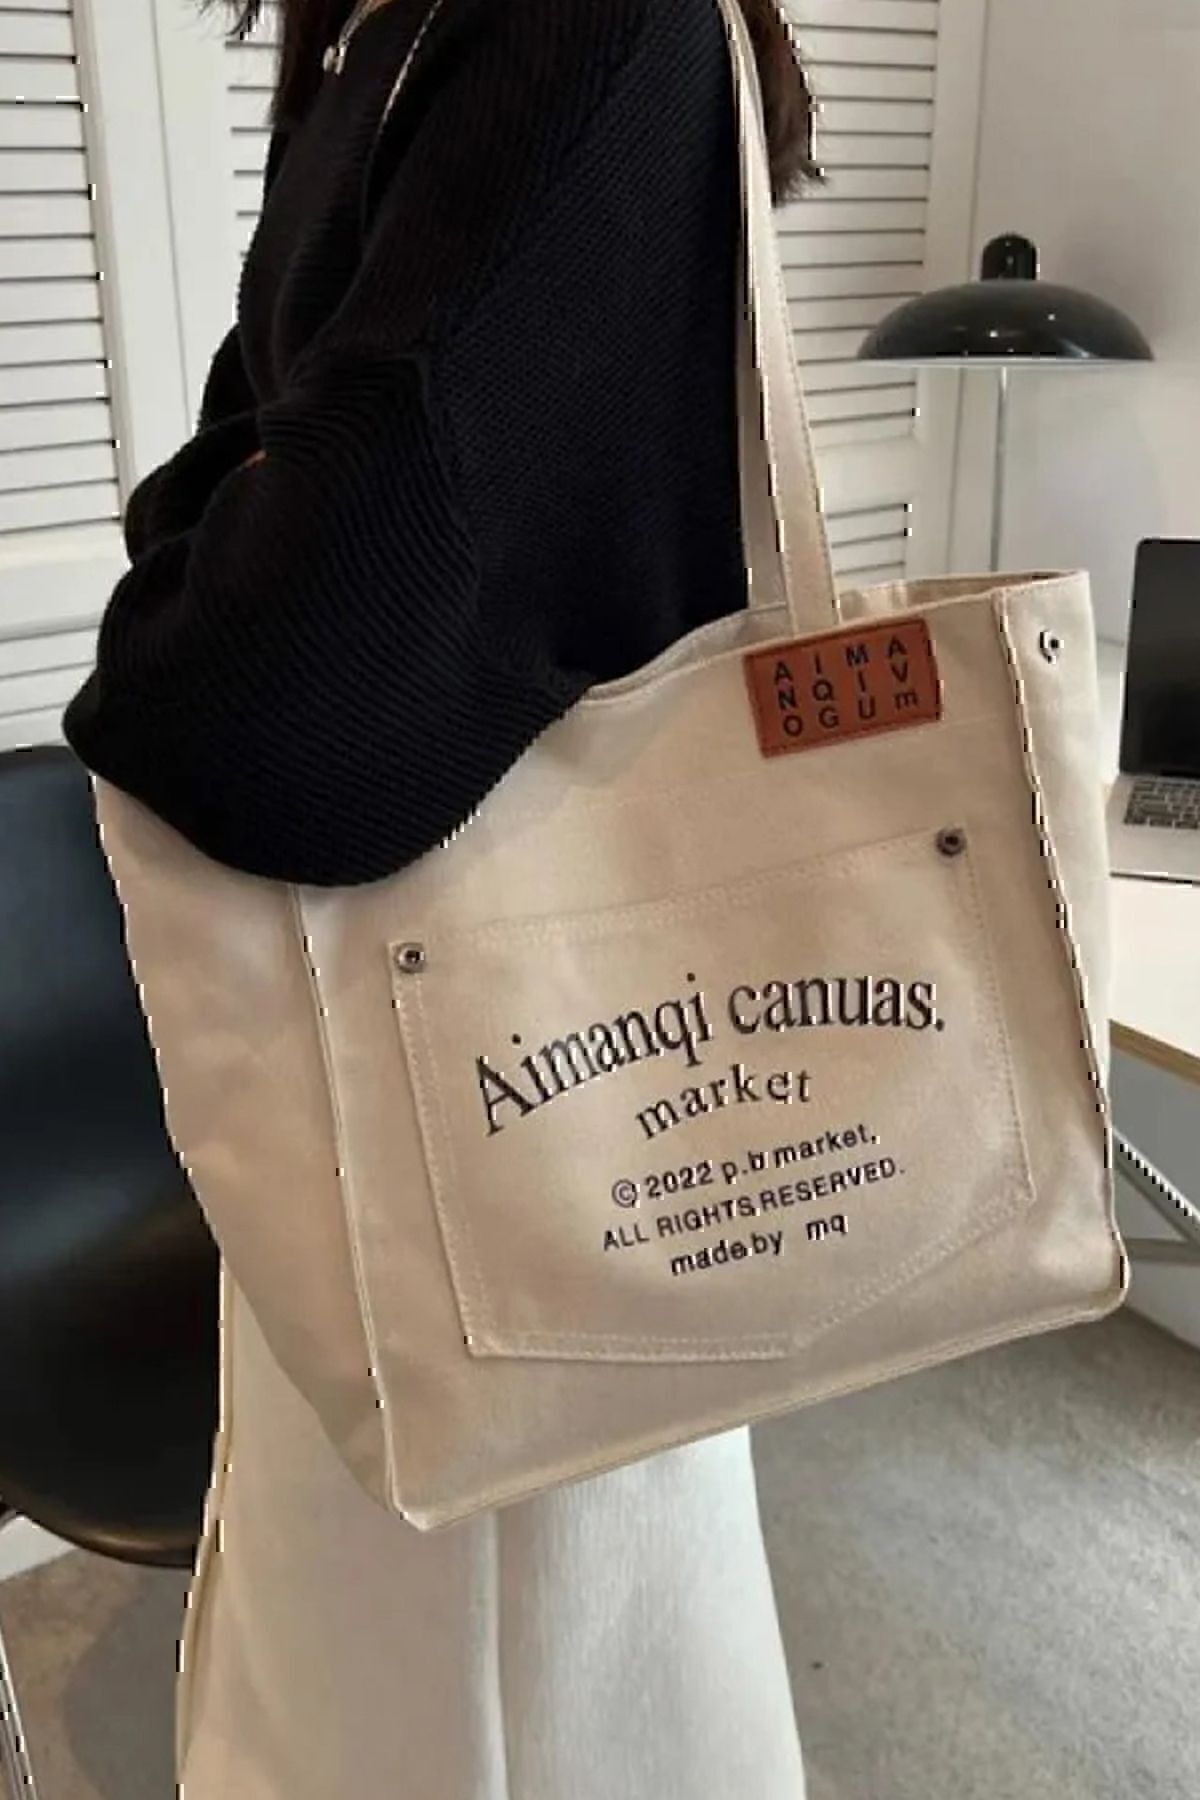 A I M A
N Q I V
O G U m
Aimanqi canuas.
market
© 2022 p.b market,
ALL RIGHTS RESERVED.
made by mq